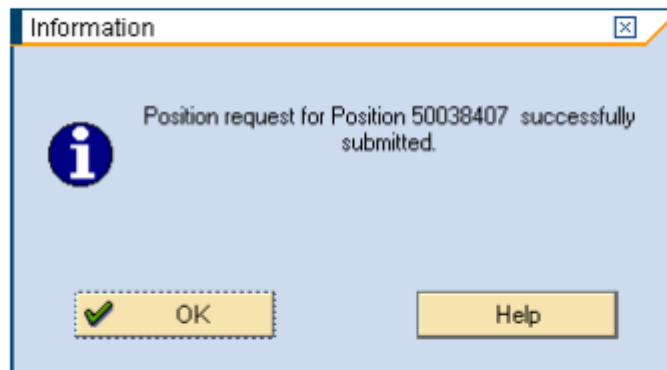 Information
Position request for Position 50038407 successfully
submitted.
OK
Help